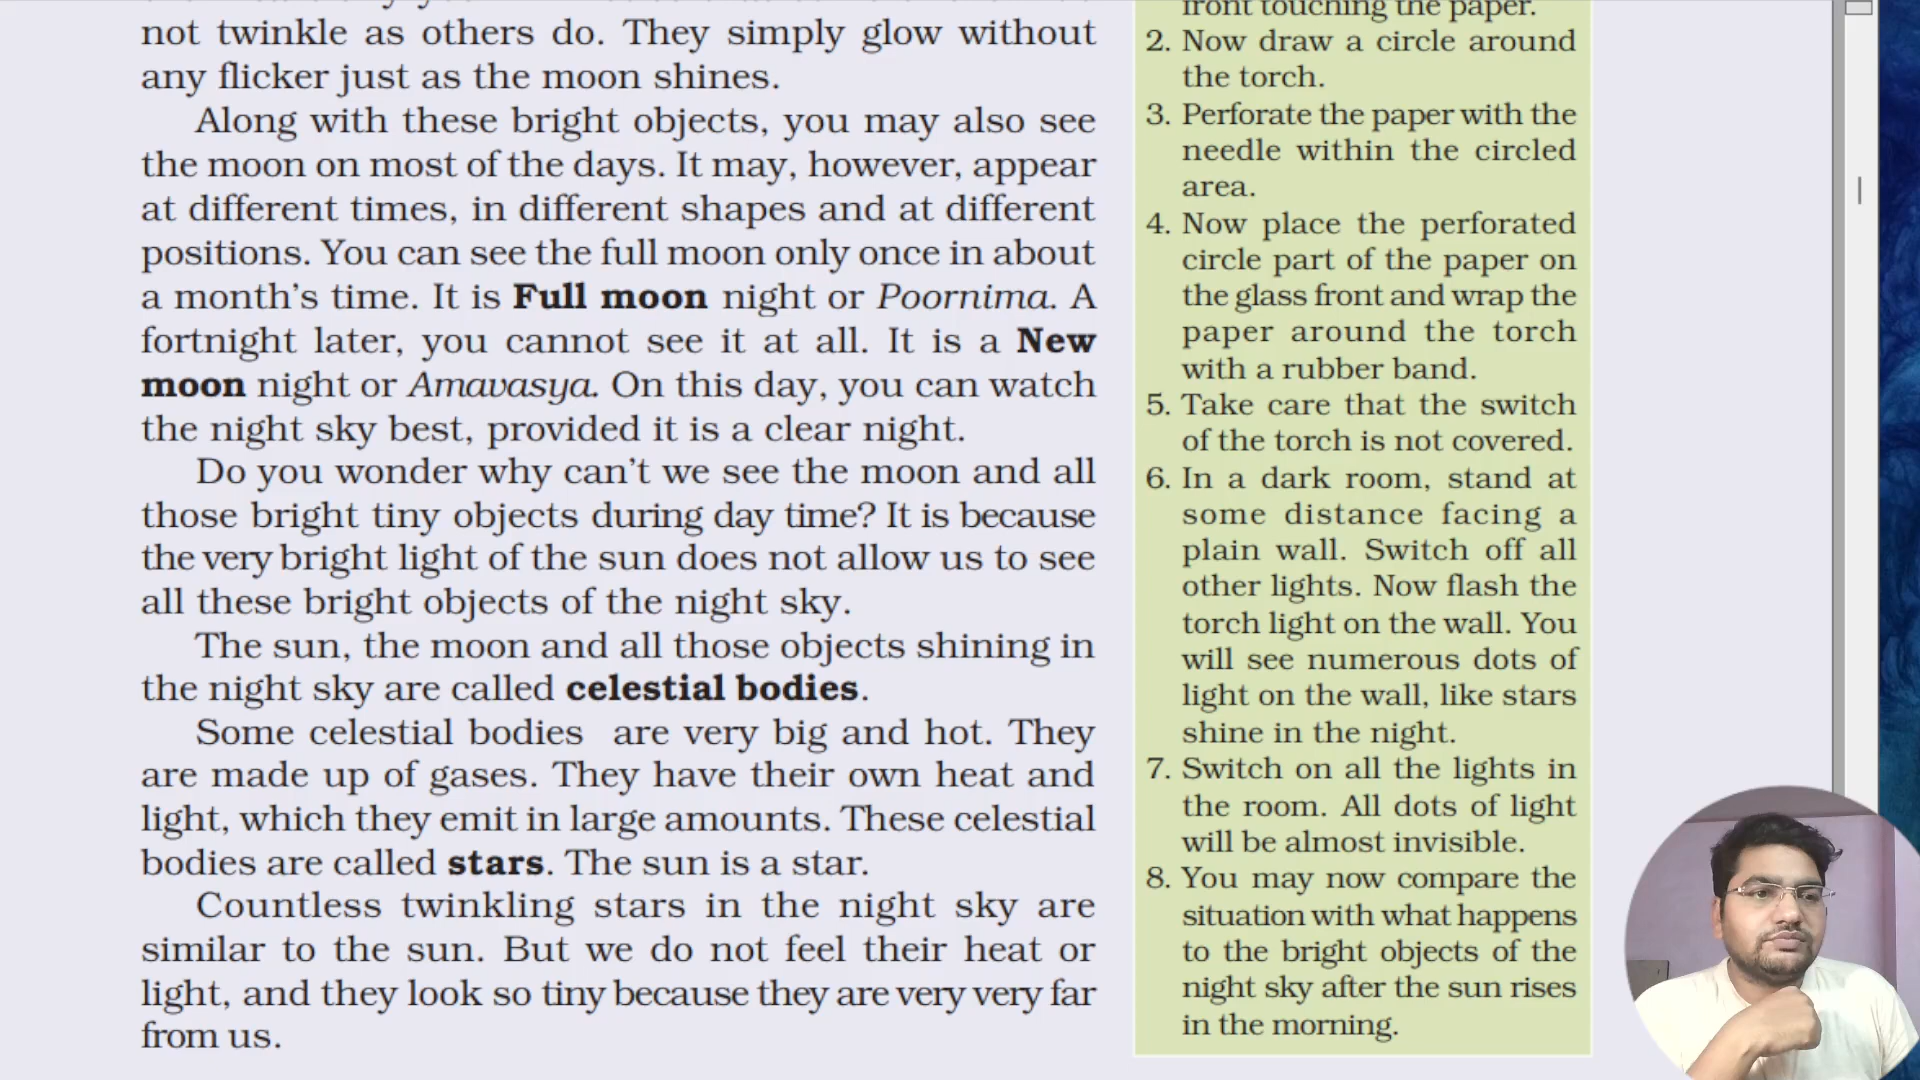 not twinkle as others do. They simply glow without
any flicker just as the moon shines.
Along with these bright objects, you may also see
the moon on most of the days. It may, however, appear
at different times, in different shapes and at different
positions. You can see the full moon only once in about
a month’s time. It is Full moon night or Poornima. A
fortnight later, you cannot see it at all. It is a New
moon night or Amavasya. On this day, you can watch
the night sky best, provided it is a clear night.
Do you wonder why can’t we see the moon and all
those bright tiny objects during day time? It is because
the very bright light of the sun does not allow us to see
all these bright objects of the night sky.
The sun, the moon and all those objects shining in
the night sky are called celestial bodies.
Some celestial bodies are very big and hot. They
are made up of gases. They have their own heat and
light, which they emit in large amounts. These celestial
bodies are called stars. The sun is a star.
Countless twinkling stars in the night sky are
similar to the sun. But we do not feel their heat or
light, and they look so tiny because they are very very far
from us.
front touching the paper.
2. Now draw a circle around
the torch.
3. Perforate the paper with the
needle within the circled
area.
4. Now place the perforated
circle part of the paper on
the glass front and wrap the
paper around the torch
with a rubber band.
5. Take care that the switch
of the torch is not covered.
6. In a dark room, stand at
some distance facing a
plain wall. Switch off all
other lights. Now flash the
torch light on the wall. You
will see numerous dots of
light on the wall, like stars
shine in the night.
7. Switch on all the lights in
the room. All dots of light
will be almost invisible.
8. You may now compare the
situation with what happens
to the bright objects of the
night sky after the sun rises
in the morning.